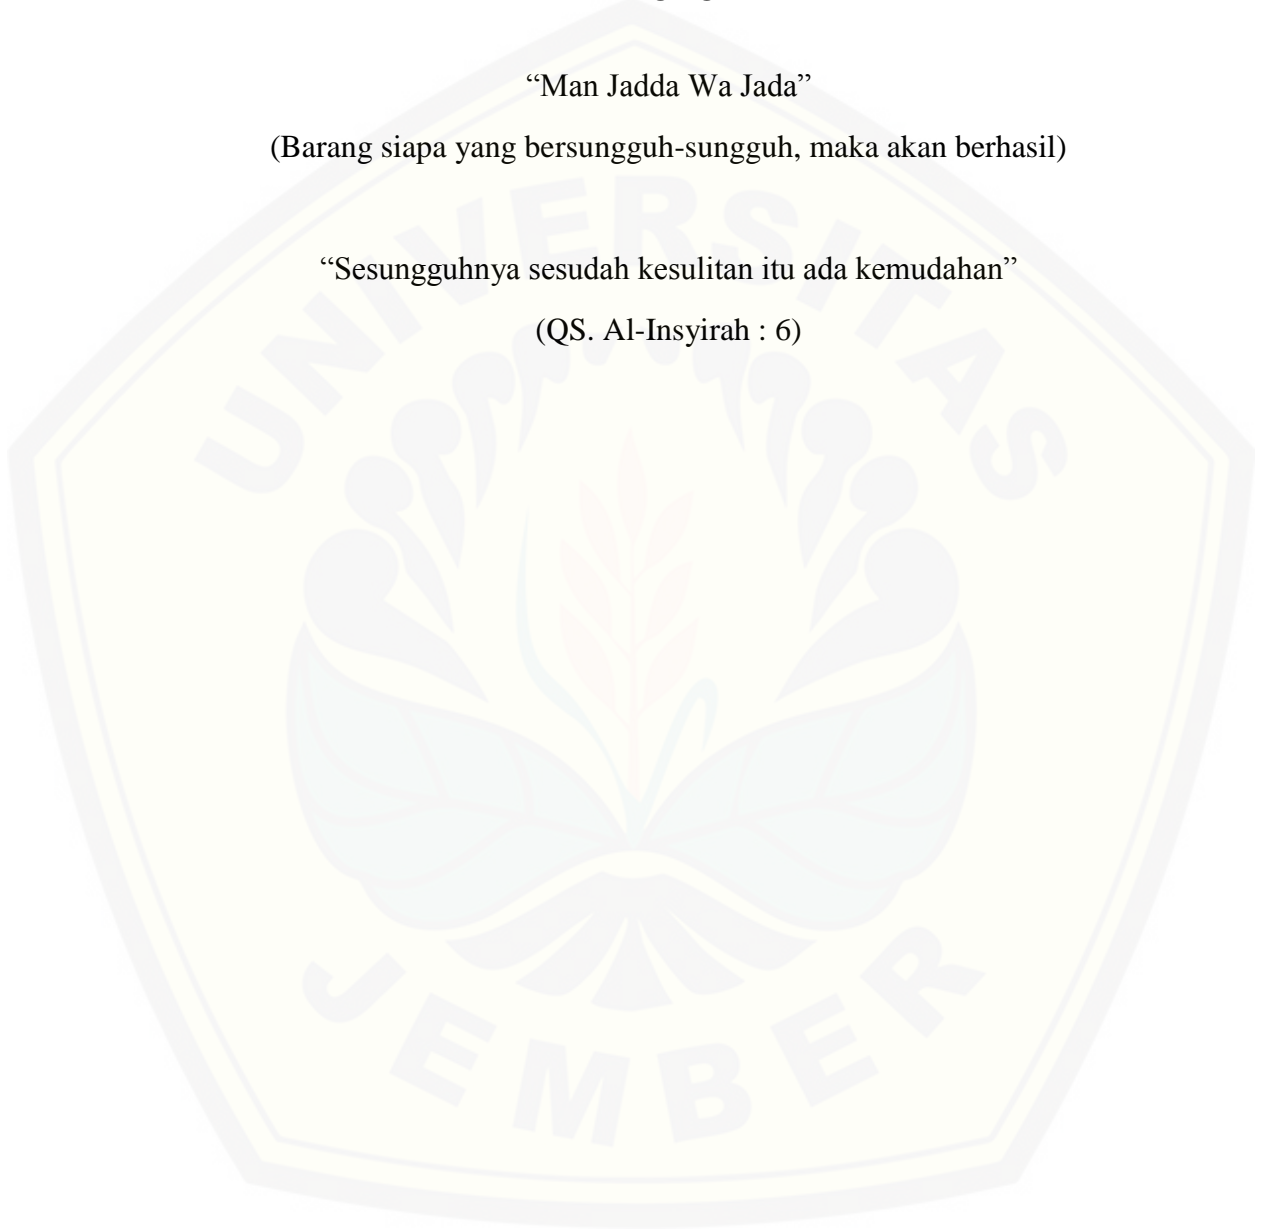 “Man Jadda Wa Jada”
(Barang siapa yang bersungguh-sungguh, maka akan berhasil)
“Sesungguhnya sesudah kesulitan itu ada kemudahan”
(QS. Al-Insyirah : 6)
UNIVERSITAS
JEMBER